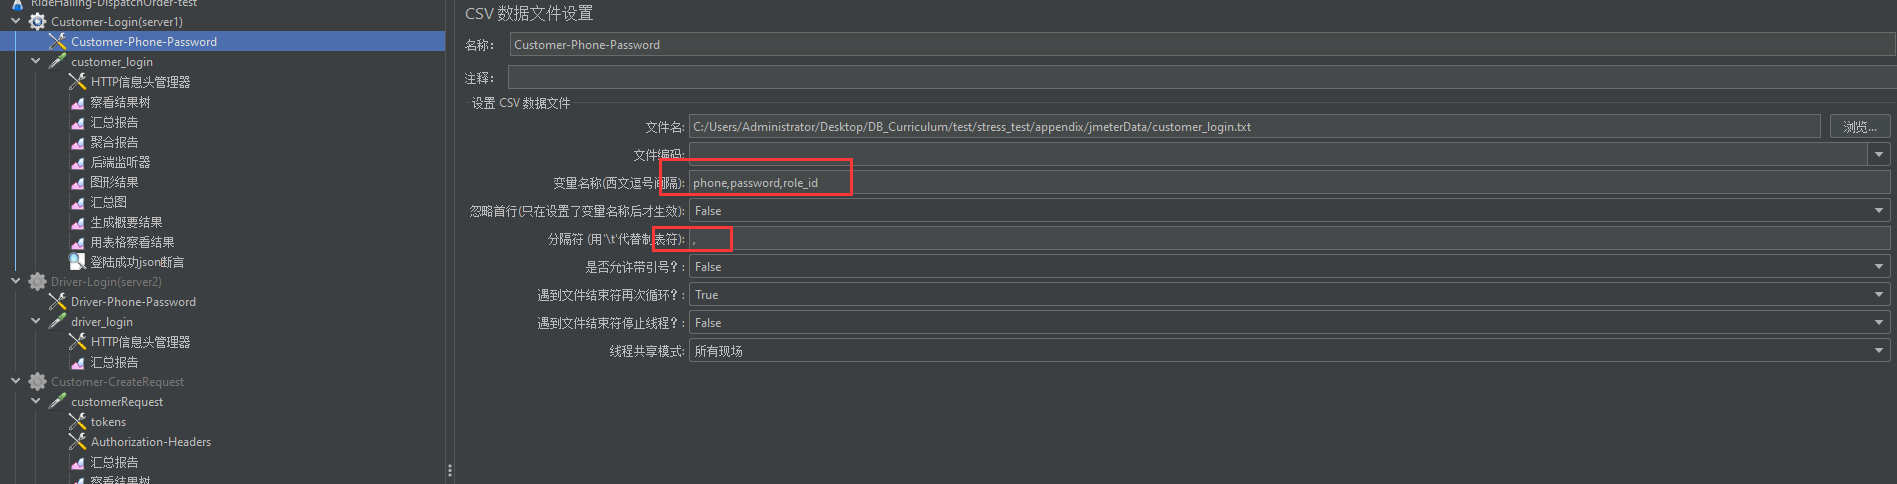 RideHailing-DispatchOrder-test
Customer-Login(server1)
Customer-Phone-Password
customer_login
HTTP信息头管理器
察看结果树
汇总报告
聚合报告
后端监听器
图形结果
汇总图
生成概要结果
用表格察看结果
登陆成功json断言
Driver-Login(server2)
Driver-Phone-Password
driver_login
HTTP信息头管理器
汇总报告
Customer-CreateRequest
customerRequest
tokens
Authorization-Headers
汇总报告
察看结果树
CSV 数据文件设置
名称: Customer-Phone-Password
注释:
设置 CSV 数据文件
文件名: C:/Users/Administrator/Desktop/DB_Curriculum/test/stress_test/appendix/jmeterData/customer_login.txt 浏览...
文件编码:
变量名称(西文逗号间隔): phone,password,role_id
忽略首行(只在设置了变量名称后才生效): False
分隔符 (用'\t'代替制表符): ,
是否允许带引号?: False
遇到文件结束符再次循环?: True
遇到文件结束符停止线程?: False
线程共享模式: 所有现场